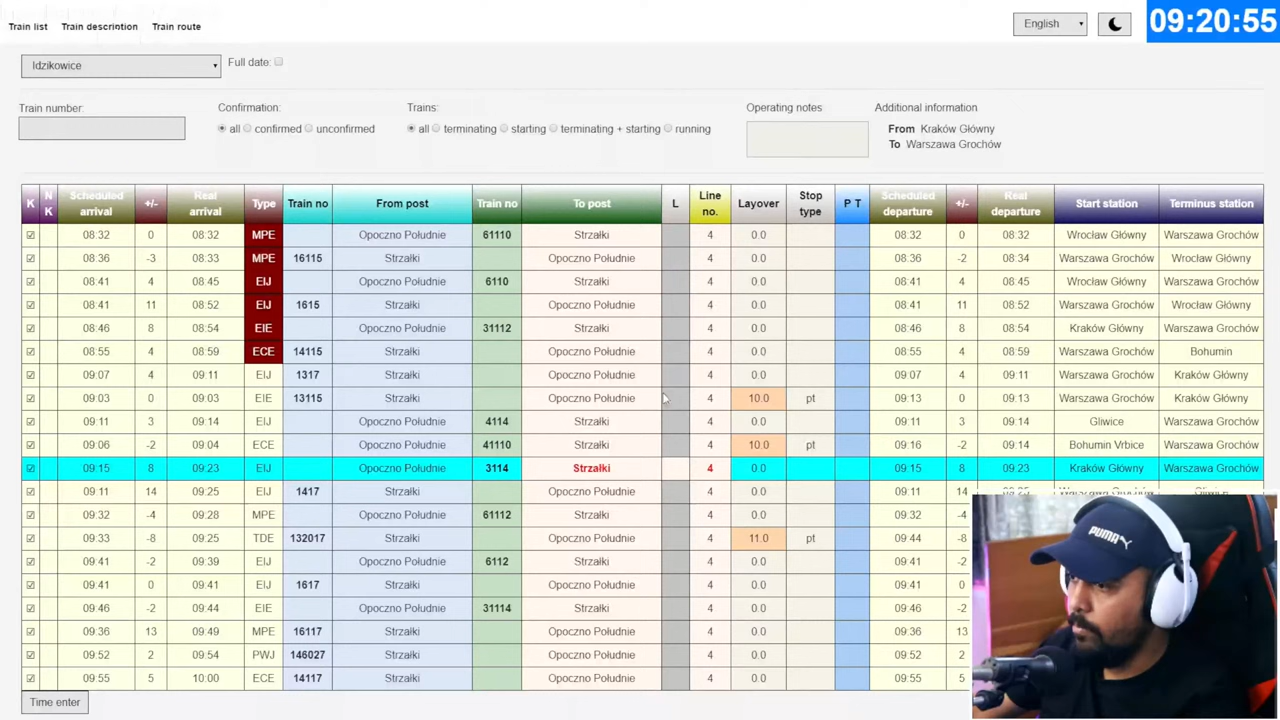 Train list Train description Train route English 09:20:55
Idzikowice Full date:
Train number: Confirmation: Trains: Operating notes: Additional information
all confirmed unconfirmed all terminating starting terminating + starting running From Kraków Główny
To Warszawa Grochów
K N K Scheduled arrival +/- Real arrival Type Train no From post Train no To post L Line no. Layover Stop type P T Scheduled departure +/- Real departure Start station Terminus station
08:32 0 08:32 MPE Opoczno Południe 61110 Strzałki 4 0.0 08:32 0 08:32 Wrocław Główny Warszawa Grochów
08:36 -3 08:33 MPE 16115 Strzałki Opoczno Południe 4 0.0 08:36 -2 08:34 Warszawa Grochów Wrocław Główny
08:41 4 08:45 EIJ Opoczno Południe 6110 Strzałki 4 0.0 08:41 4 08:45 Wrocław Główny Warszawa Grochów
08:41 11 08:52 EIJ 1615 Strzałki Opoczno Południe 4 0.0 08:41 11 08:52 Warszawa Grochów Wrocław Główny
08:46 8 08:54 EIE Opoczno Południe 31112 Strzałki 4 0.0 08:46 8 08:54 Kraków Główny Warszawa Grochów
08:55 4 08:59 ECE 14115 Strzałki Opoczno Południe 4 0.0 08:55 4 08:59 Warszawa Grochów Bohumin
09:07 4 09:11 EIJ 1317 Strzałki Opoczno Południe 4 0.0 09:07 4 09:11 Warszawa Grochów Kraków Główny
09:03 0 09:03 EIE 13115 Strzałki Opoczno Południe 4 10.0 pt 09:13 0 09:13 Warszawa Grochów Kraków Główny
09:11 3 09:14 EIJ Opoczno Południe 4114 Strzałki 4 0.0 09:11 3 09:14 Gliwice Warszawa Grochów
09:06 -2 09:04 ECE Opoczno Południe 41110 Strzałki 4 10.0 pt 09:16 -2 09:14 Bohumin Vrbice Warszawa Grochów
09:15 8 09:23 EIJ Opoczno Południe 3114 Strzałki 4 0.0 09:15 8 09:23 Kraków Główny Warszawa Grochów
09:11 14 09:25 EIJ 1417 Strzałki Opoczno Południe 4 0.0 09:11 14
09:32 -4 09:28 MPE Opoczno Południe 61112 Strzałki 4 0.0 09:32 -4
09:33 -8 09:25 TDE 132017 Strzałki Opoczno Południe 4 11.0 pt 09:44 -8
09:41 -2 09:39 EIJ Opoczno Południe 6112 Strzałki 4 0.0 09:41 -2
09:41 0 09:41 EIJ 1617 Strzałki Opoczno Południe 4 0.0 09:41 0
09:46 -2 09:44 EIE Opoczno Południe 31114 Strzałki 4 0.0 09:46 -2
09:36 13 09:49 MPE 16117 Strzałki Opoczno Południe 4 0.0 09:36 13
09:52 2 09:54 PWJ 146027 Strzałki Opoczno Południe 4 0.0 09:52 2
09:55 5 10:00 ECE 14117 Strzałki Opoczno Południe 4 0.0 09:55 5
Time enter
PUMA